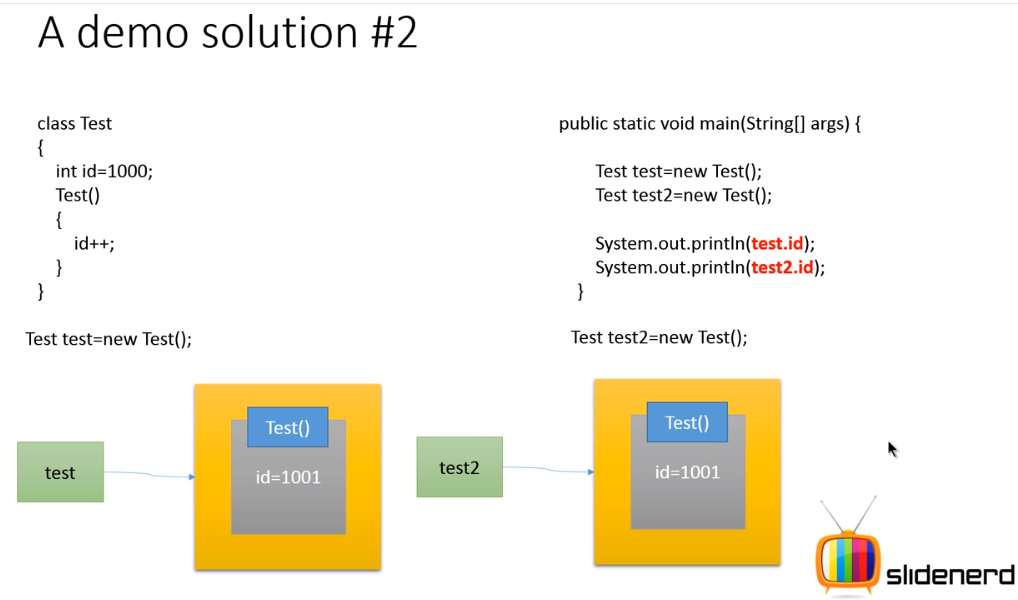 A demo solution #2
class Test
{
int id=1000;
Test()
{
id++;
}
}
public static void main(String[] args) {
Test test=new Test();
Test test2=new Test();
System.out.println(test.id);
System.out.println(test2.id);
}
Test test=new Test();
Test test2=new Test();
test
Test()
id=1001
test2
Test()
id=1001
slidenerd